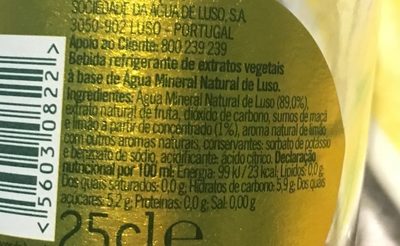 SOCIEDADE DA ÁGUA DE LUSO, S.A.
3050-902 LUSO - PORTUGAL
Apoio ao Cliente: 800 239 239
Bebida refrigerante de extratos vegetais
à base de Água Mineral Natural de Luso.
Ingredientes: Água Mineral Natural de Luso (89,0%),
extrato natural de fruta, dióxido de carbono, sumos de maçã
e limão à partir de concentrado (1%), aroma natural de limão
com outros aromas naturais, conservantes: sorbato de potássio
e benzoato de sódio, acidificante: ácido cítrico. Declaração
nutricional por 100 ml: Energia: 99 kJ / 23 kcal; Lípidos: 0,0 g;
Dos quais saturados: 0,0 g; Hidratos de carbono: 5,9 g; Dos quais
açúcares: 5,2 g; Proteínas: 0,0 g; Sal: 0,00 g
25cl e
<5603 0822>